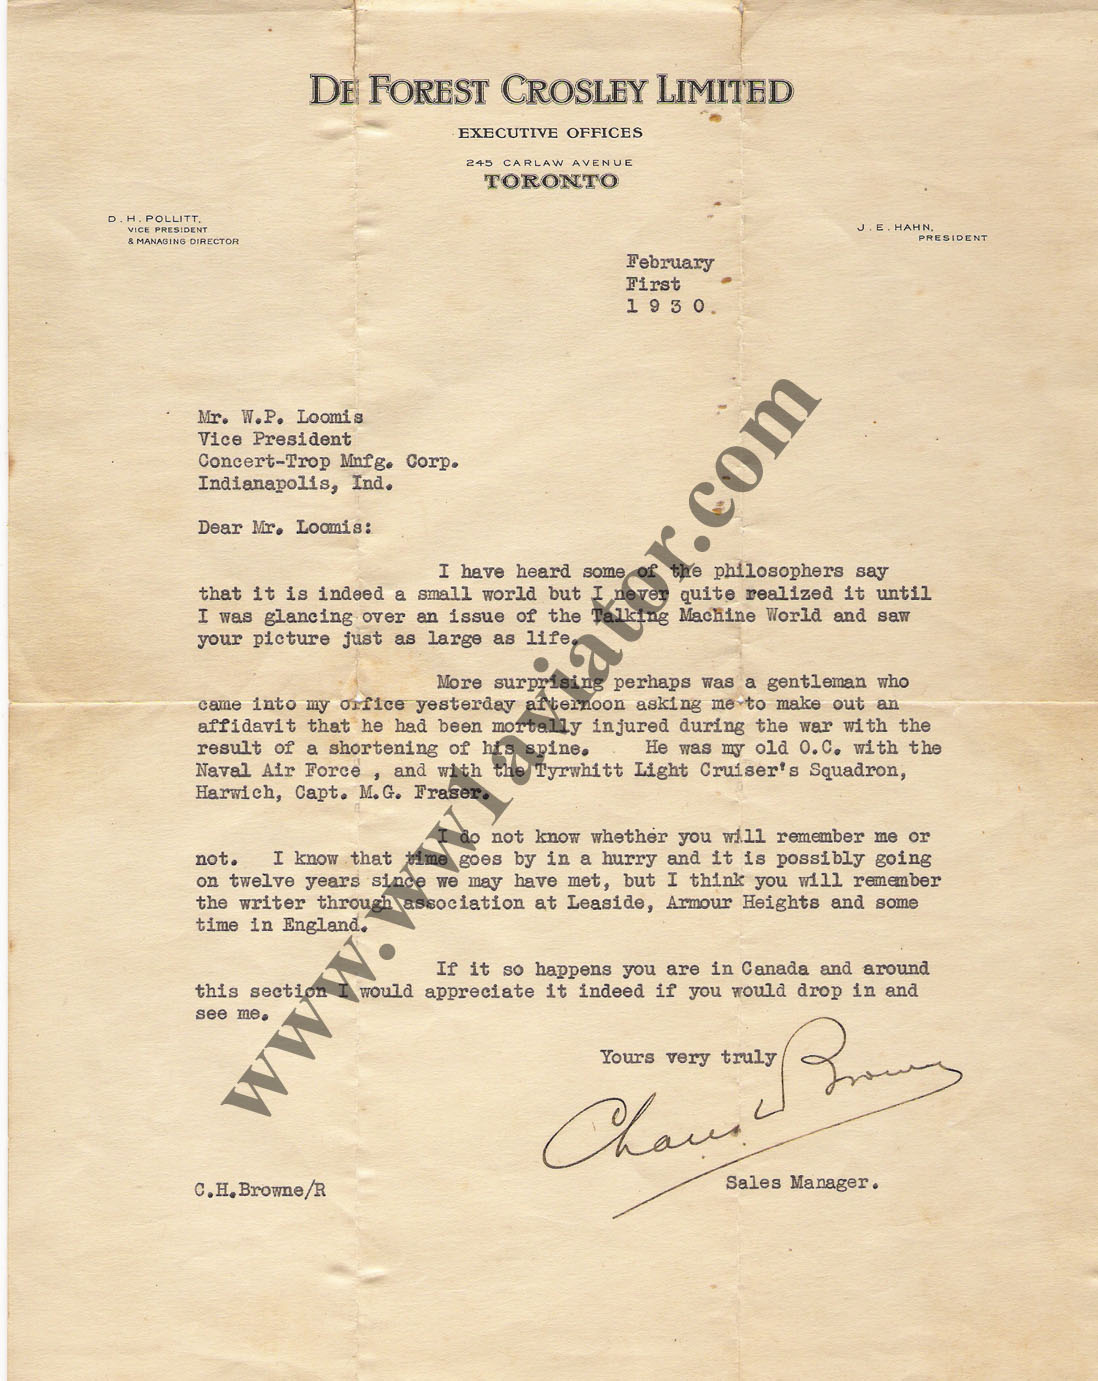 DE FOREST CROSLEY LIMITED
EXECUTIVE OFFICES
245 CARLAW AVENUE
TORONTO
D. H. POLLITT,
VICE PRESIDENT
& MANAGING DIRECTOR
J. E. HAHN,
PRESIDENT
February
First
1 9 3 0.
Mr. W.P. Loomis
Vice President
Concert-Trop Mnfg. Corp.
Indianapolis, Ind.
Dear Mr. Loomis:
I have heard some of the philosophers say
that it is indeed a small world but I never quite realized it until
I was glancing over an issue of the Talking Machine World and saw
your picture just as large as life.
More surprising perhaps was a gentleman who
came into my office yesterday afternoon asking me to make out an
affidavit that he had been mortally injured during the war with the
result of a shortening of his spine. He was my old O.C. with the
Naval Air Force , and with the Tyrwhitt Light Cruiser's Squadron,
Harwich, Capt. M.G. Fraser.
I do not know whether you will remember me or
not. I know that time goes by in a hurry and it is possibly going
on twelve years since we may have met, but I think you will remember
the writer through association at Leaside, Armour Heights and some
time in England.
If it so happens you are in Canada and around
this section I would appreciate it indeed if you would drop in and
see me.
Yours very truly
Browne
Sales Manager.
C.H.Browne/R
www.ww1aviator.com